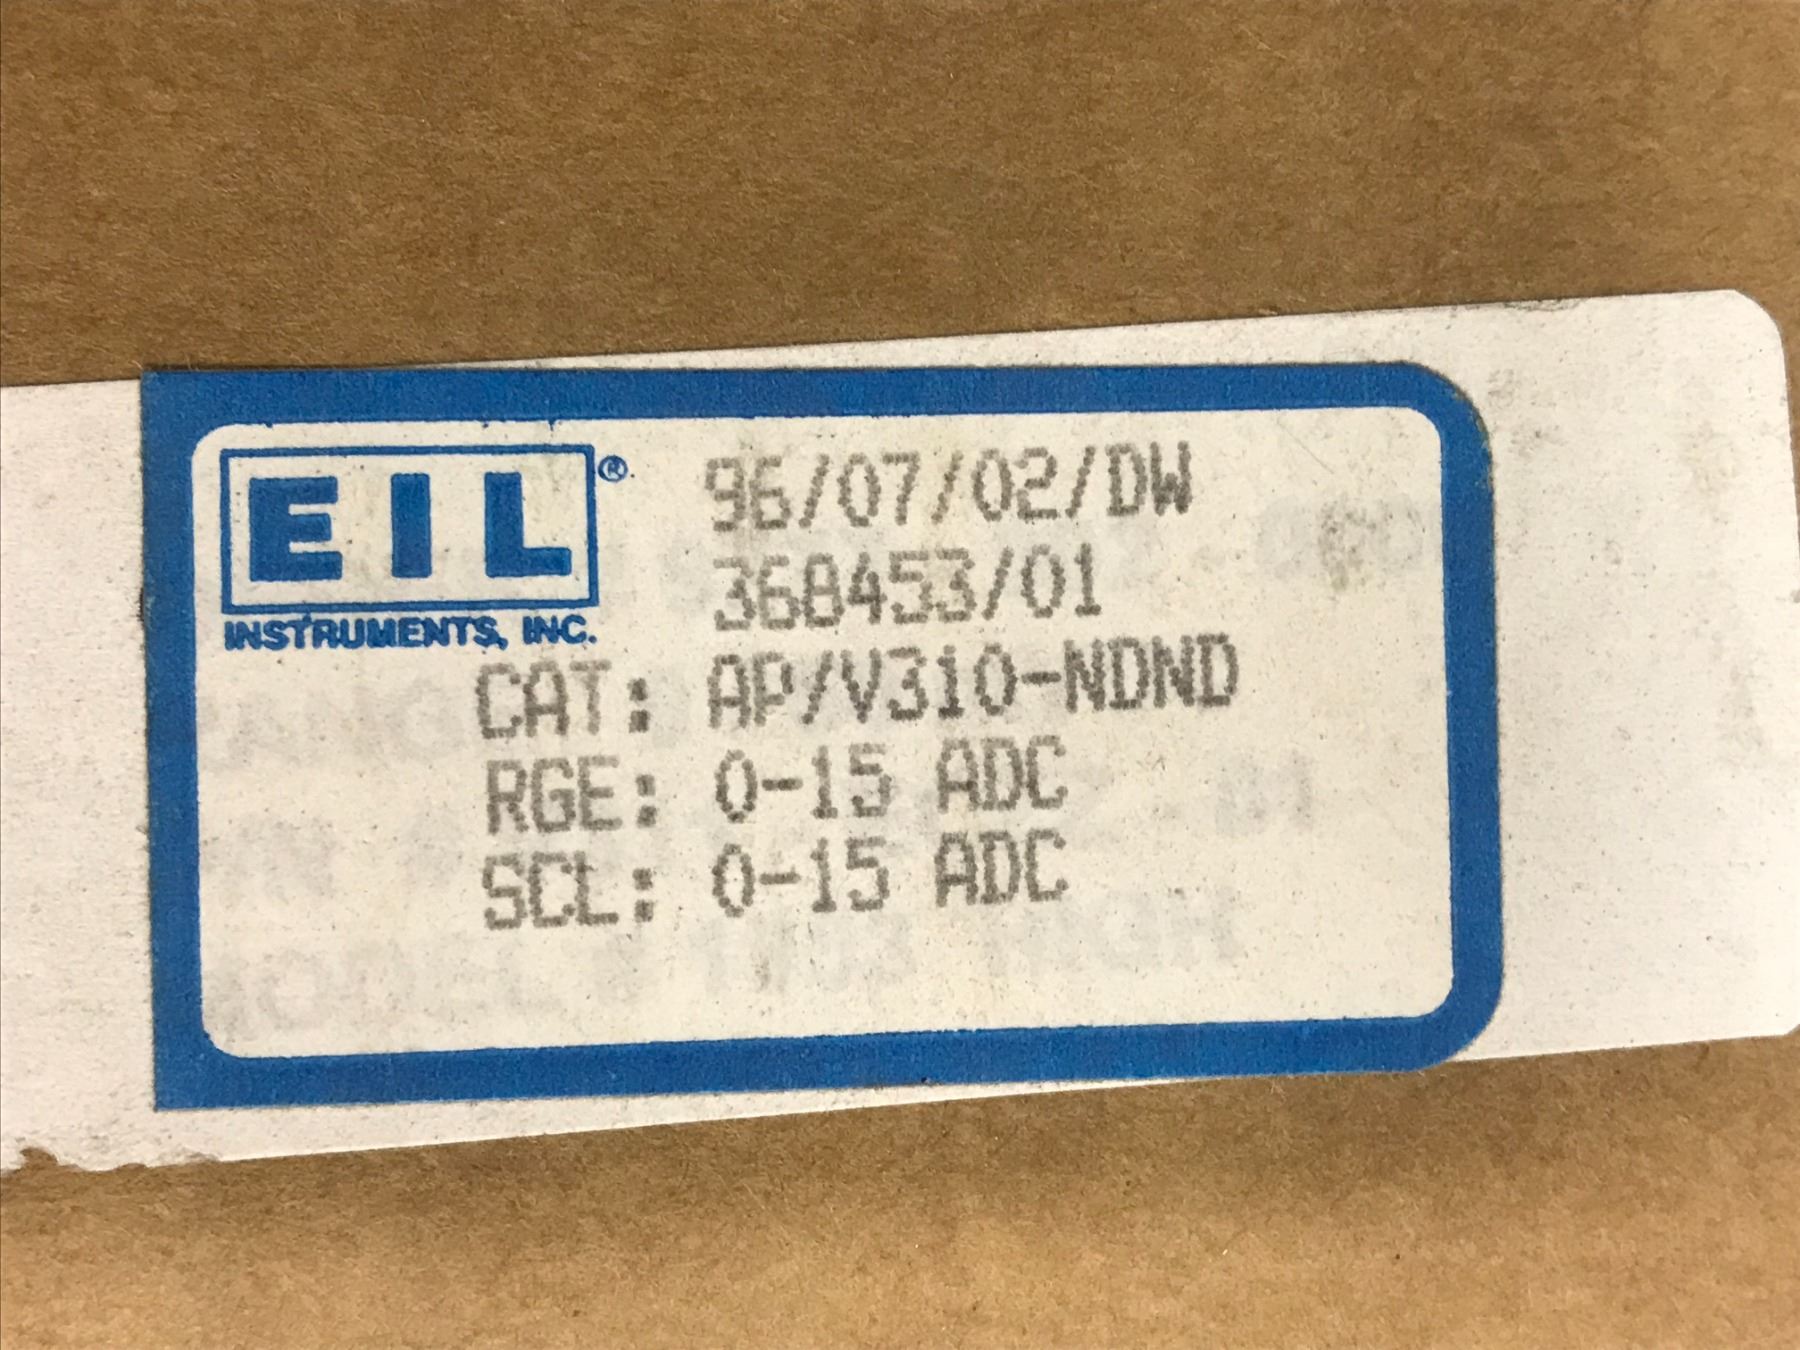 EIL®
INSTRUMENTS, INC.
96/07/02/DW
368453/01
CAT: AP/V310-NDND
RGE: 0-15 ADC
SCL: 0-15 ADC